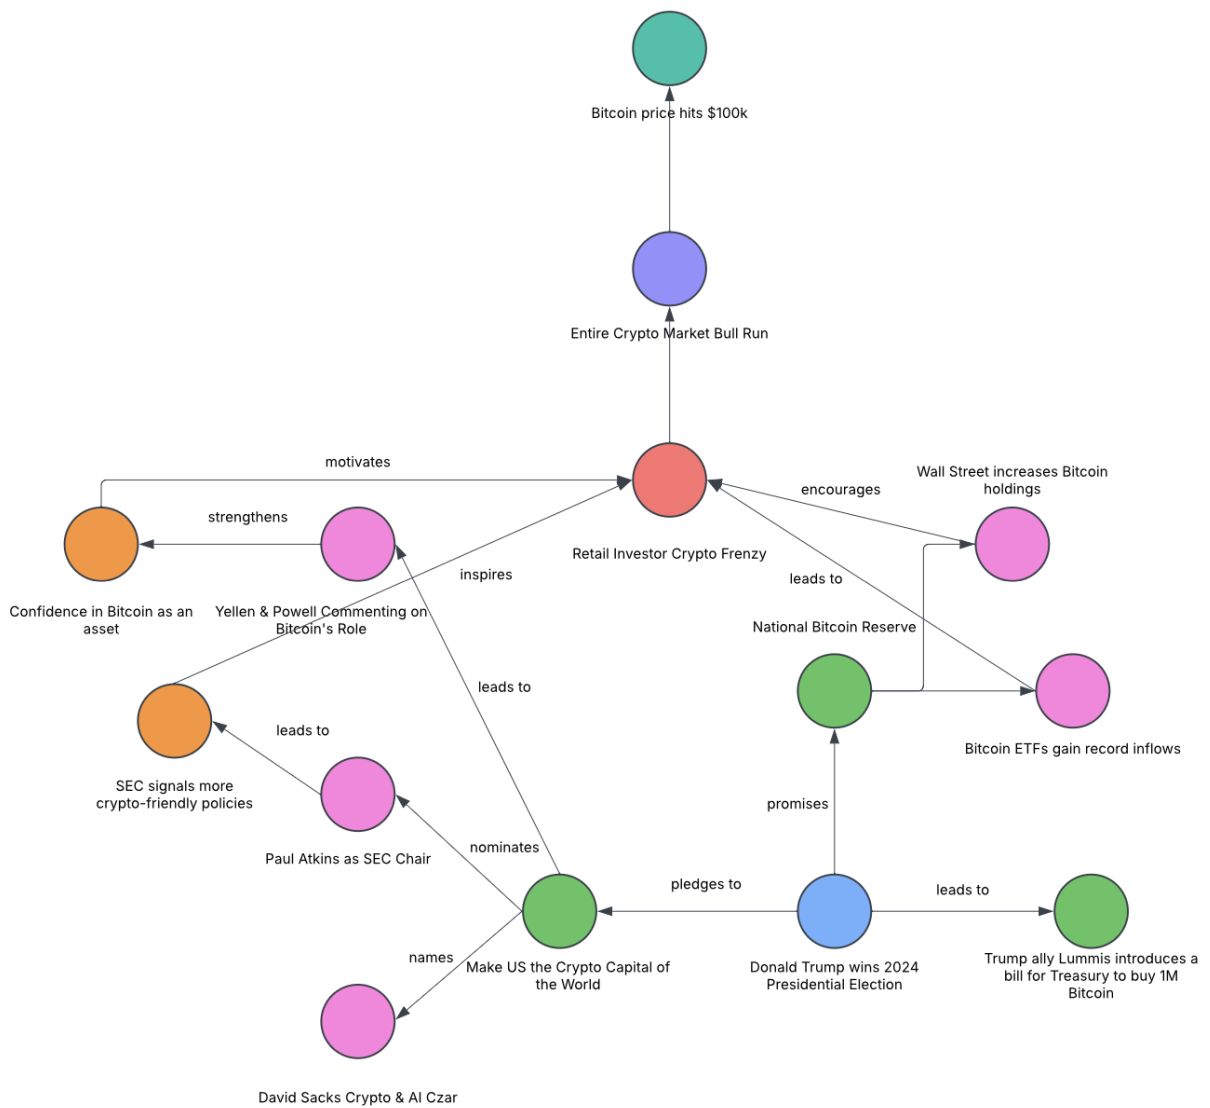 Bitcoin price hits $100k
Entire Crypto Market Bull Run
motivates
Wall Street increases Bitcoin
holdings
encourages
strengthens
Retail Investor Crypto Frenzy
inspires
leads to
Confidence in Bitcoin as an
asset
Yellen & Powell Commenting on
Bitcoin's Role
National Bitcoin Reserve
leads to
leads to
Bitcoin ETFs gain record inflows
SEC signals more
crypto-friendly policies
promises
nominates
Paul Atkins as SEC Chair
pledges to
leads to
names
Make US the Crypto Capital of
the World
Donald Trump wins 2024
Presidential Election
Trump ally Lummis introduces a
bill for Treasury to buy 1M
Bitcoin
David Sacks Crypto & AI Czar